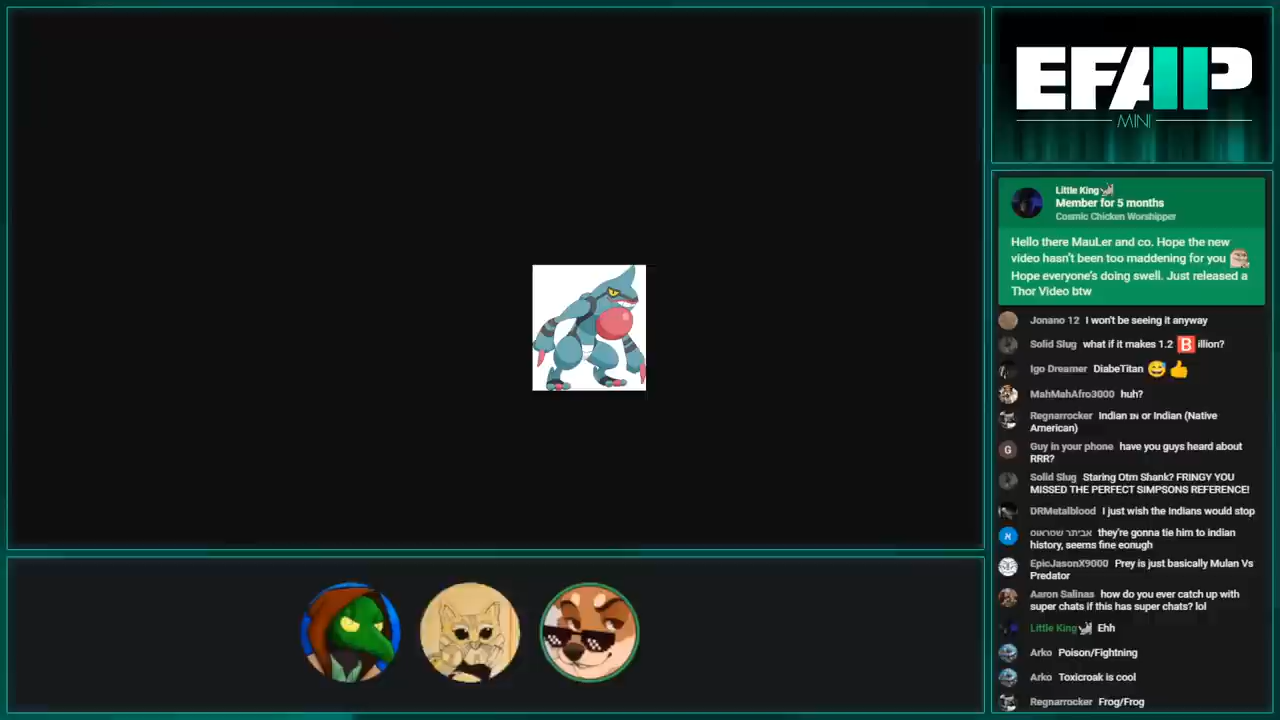 EFAP
MINI
Little King
Member for 5 months
Cosmic Chicken Worshipper
Hello there MauLer and co. Hope the new
video hasn't been too maddening for you
Hope everyone's doing swell. Just released a
Thor Video btw
Jonano 12 I won't be seeing it anyway
Solid Slug what if it makes 1.2 B illion?
Igo Dreamer DiabeTitan 😅👍
MahMahAfro3000 huh?
Regnarrocker Indian IN or Indian (Native
American)
G Guy in your phone have you guys heard about
RRR?
Solid Slug Staring Otm Shank? FRINGY YOU
MISSED THE PERFECT SIMPSONS REFERENCE!
DRMetalblood I just wish the Indians would stop
א אביתר שטראוס they're gonna tie him to indian
history, seems fine eonugh
EpicJasonX9000 Prey is just basically Mulan Vs
Predator
Aaron Salinas how do you ever catch up with
super chats if this has super chats? lol
Little King Ehh
Arko Poison/Fightning
Arko Toxicroak is cool
Regnarrocker Frog/Frog